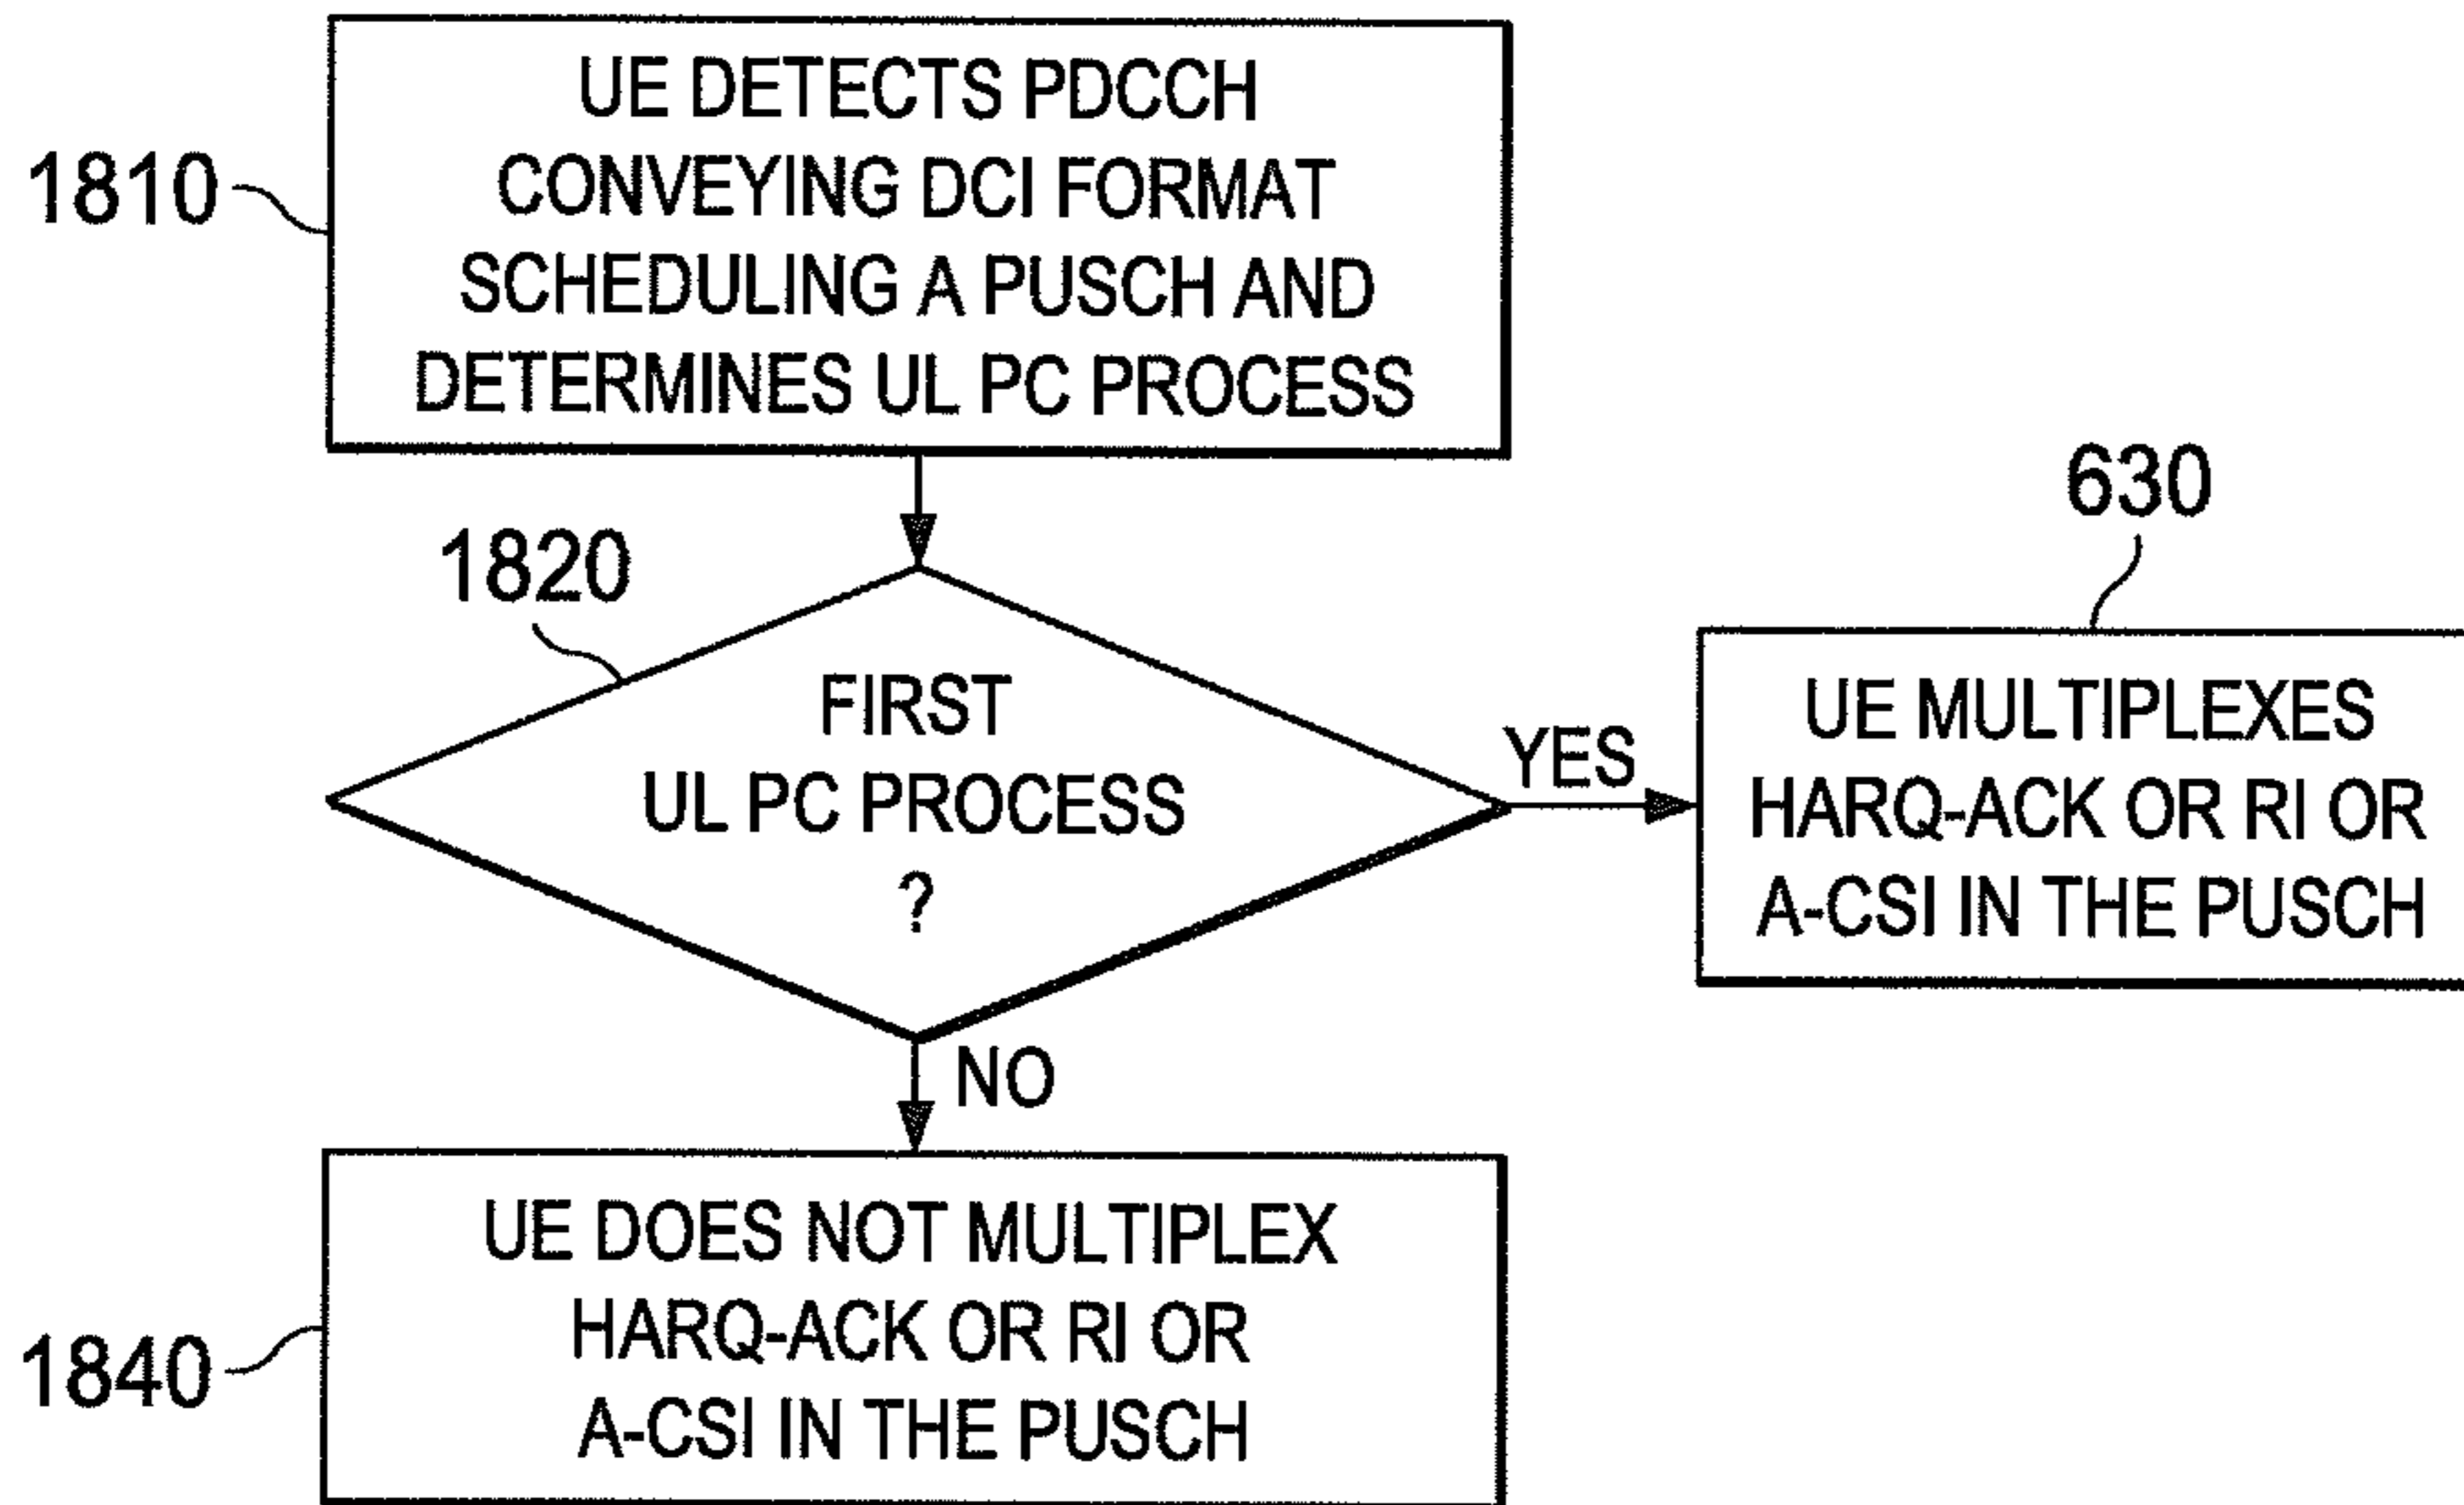 1810
UE DETECTS PDCCH
CONVEYING DCI FORMAT
SCHEDULING A PUSCH AND
DETERMINES UL PC PROCESS
1820
FIRST
UL PC PROCESS
?
YES
630
UE MULTIPLEXES
HARQ-ACK OR RI OR
A-CSI IN THE PUSCH
NO
1840
UE DOES NOT MULTIPLEX
HARQ-ACK OR RI OR
A-CSI IN THE PUSCH